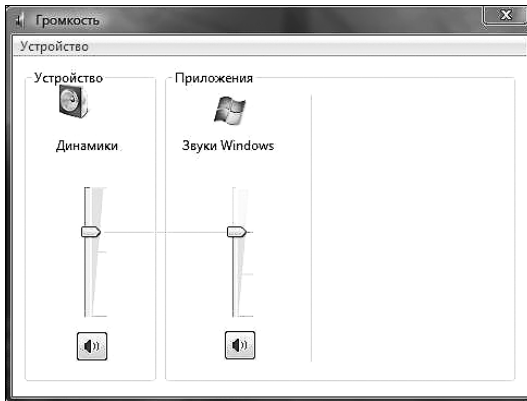 Громкость
Устройство
Устройство
Приложения
Динамики
Звуки Windows